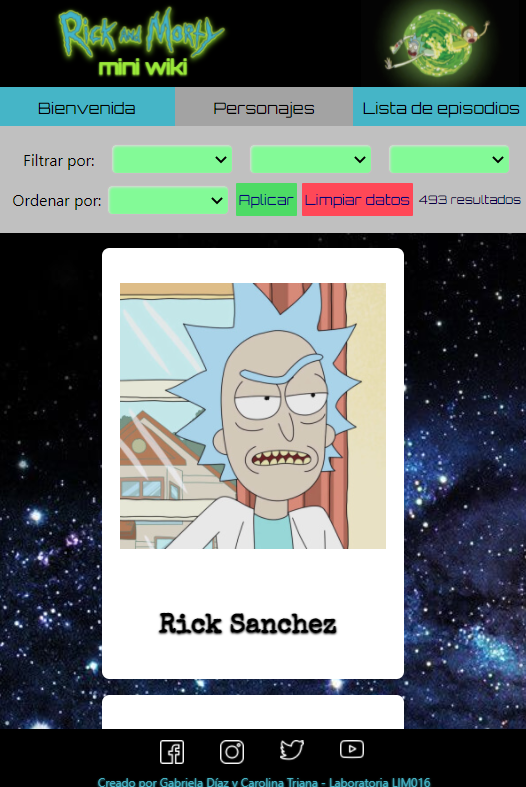 Rick and Morty
mini wiki
Bienvenida Personajes Lista de episodios
Filtrar por:
Ordenar por: Aplicar Limpiar datos 493 resultados
Rick Sanchez
Creado por Gabriela Díaz y Carolina Triana - Laboratoria LIM016